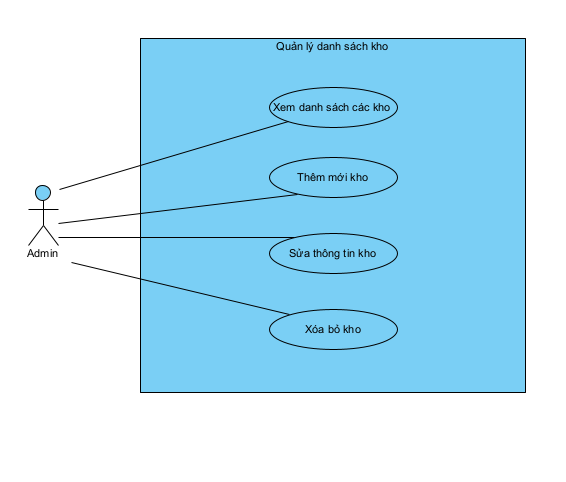 Quản lý danh sách kho
Xem danh sách các kho
Thêm mới kho
Sửa thông tin kho
Admin
Xóa bỏ kho